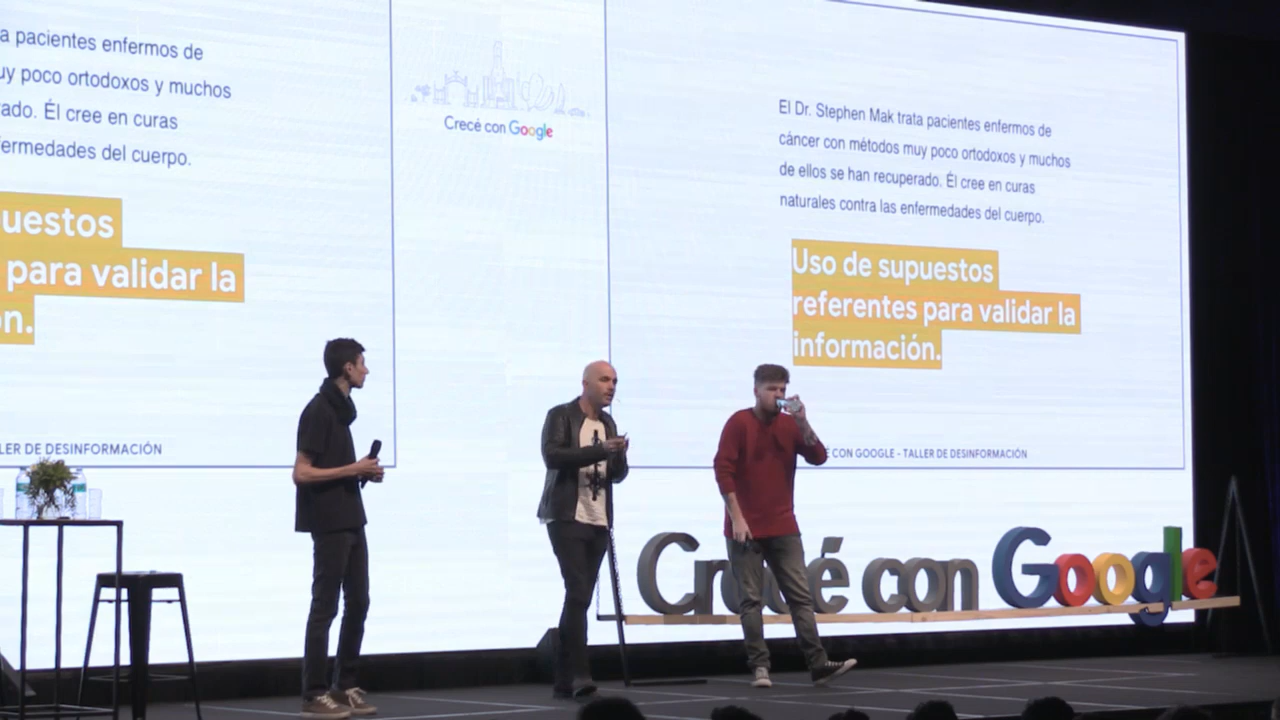 a pacientes enfermos de
uy poco ortodoxos y muchos
ado. Él cree en curas
fermedades del cuerpo.
uestos
para validar la
n.
LER DE DESINFORMACIÓN
Crecé con Google
El Dr. Stephen Mak trata pacientes enfermos de
cáncer con métodos muy poco ortodoxos y muchos
de ellos se han recuperado. Él cree en curas
naturales contra las enfermedades del cuerpo.
Uso de supuestos
referentes para validar la
información.
É CON GOOGLE - TALLER DE DESINFORMACIÓN
Crecé con Google